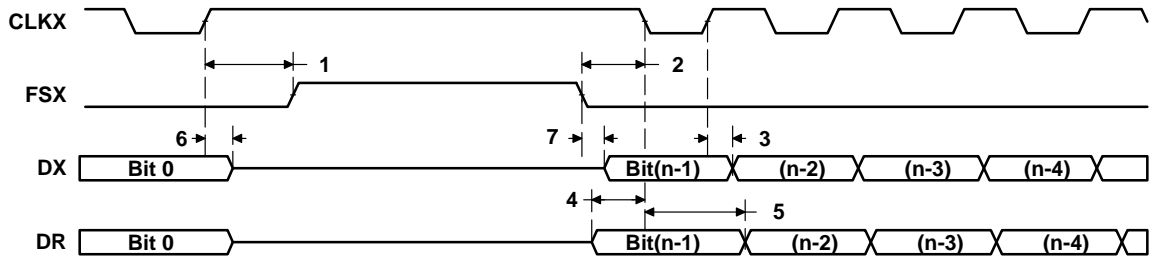 CLKX
1 2
FSX
6 7 3
DX Bit 0 Bit(n-1) (n-2) (n-3) (n-4)
4 5
DR Bit 0 Bit(n-1) (n-2) (n-3) (n-4)